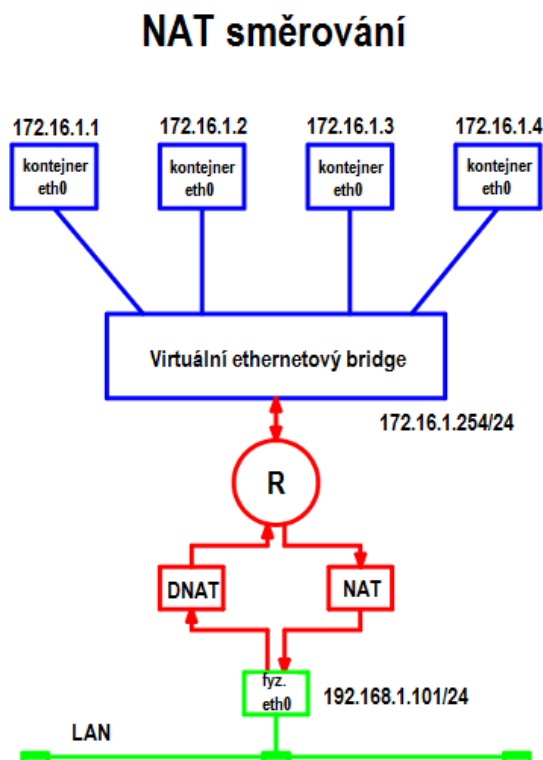 NAT směrování
172.16.1.1
172.16.1.2
172.16.1.3
172.16.1.4
kontejner
eth0
kontejner
eth0
kontejner
eth0
kontejner
eth0
Virtuální ethernetový bridge
172.16.1.254/24
R
DNAT
NAT
fyz.
eth0
192.168.1.101/24
LAN